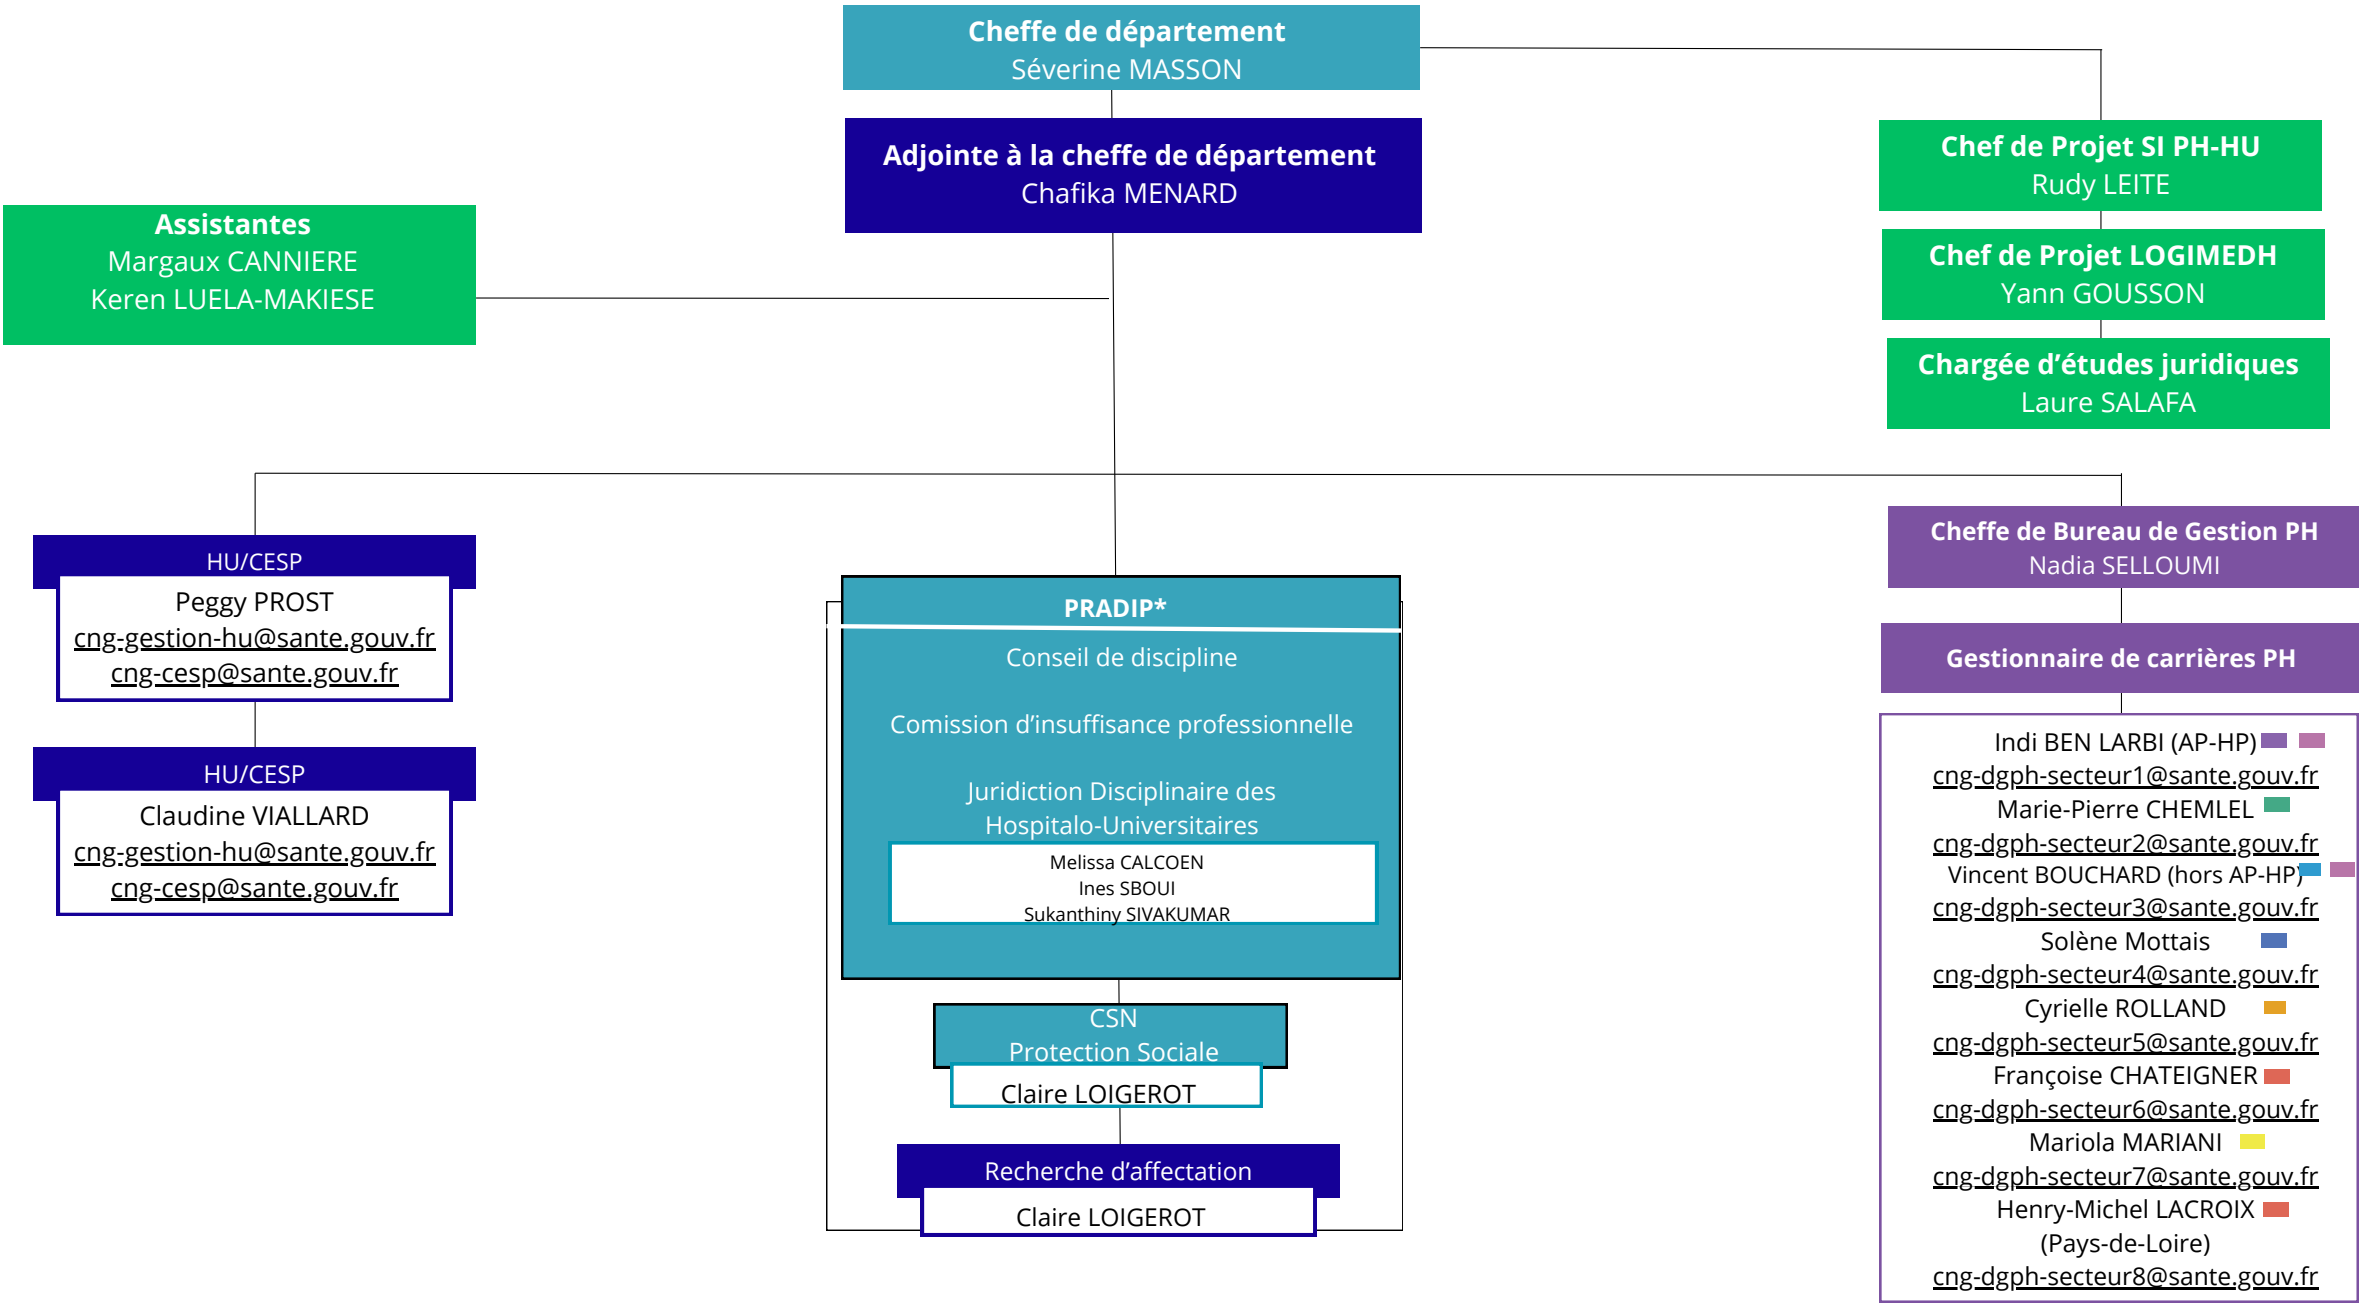 Cheffe de département
Séverine MASSON
Adjointe à la cheffe de département
Chafika MENARD
Chef de Projet SI PH-HU
Rudy LEITE
Chef de Projet LOGIMEDH
Yann GOUSSON
Chargée d’études juridiques
Laure SALAFA
Assistantes
Margaux CANNIERE
Keren LUELA-MAKIESE
HU/CESP
Peggy PROST
cng-gestion-hu@sante.gouv.fr
cng-cesp@sante.gouv.fr
HU/CESP
Claudine VIALLARD
cng-gestion-hu@sante.gouv.fr
cng-cesp@sante.gouv.fr
PRADIP*
Conseil de discipline
Comission d’insuffisance professionnelle
Juridiction Disciplinaire des
Hospitalo-Universitaires
Melissa CALCOEN
Ines SBOUI
Sukanthiny SIVAKUMAR
CSN
Protection Sociale
Claire LOIGEROT
Recherche d’affectation
Claire LOIGEROT
Cheffe de Bureau de Gestion PH
Nadia SELLOUMI
Gestionnaire de carrières PH
Indi BEN LARBI (AP-HP)
cng-dgph-secteur1@sante.gouv.fr
Marie-Pierre CHEMLEL
cng-dgph-secteur2@sante.gouv.fr
Vincent BOUCHARD (hors AP-HP)
cng-dgph-secteur3@sante.gouv.fr
Solène Mottais
cng-dgph-secteur4@sante.gouv.fr
Cyrielle ROLLAND
cng-dgph-secteur5@sante.gouv.fr
Françoise CHATEIGNER
cng-dgph-secteur6@sante.gouv.fr
Mariola MARIANI
cng-dgph-secteur7@sante.gouv.fr
Henry-Michel LACROIX
(Pays-de-Loire)
cng-dgph-secteur8@sante.gouv.fr